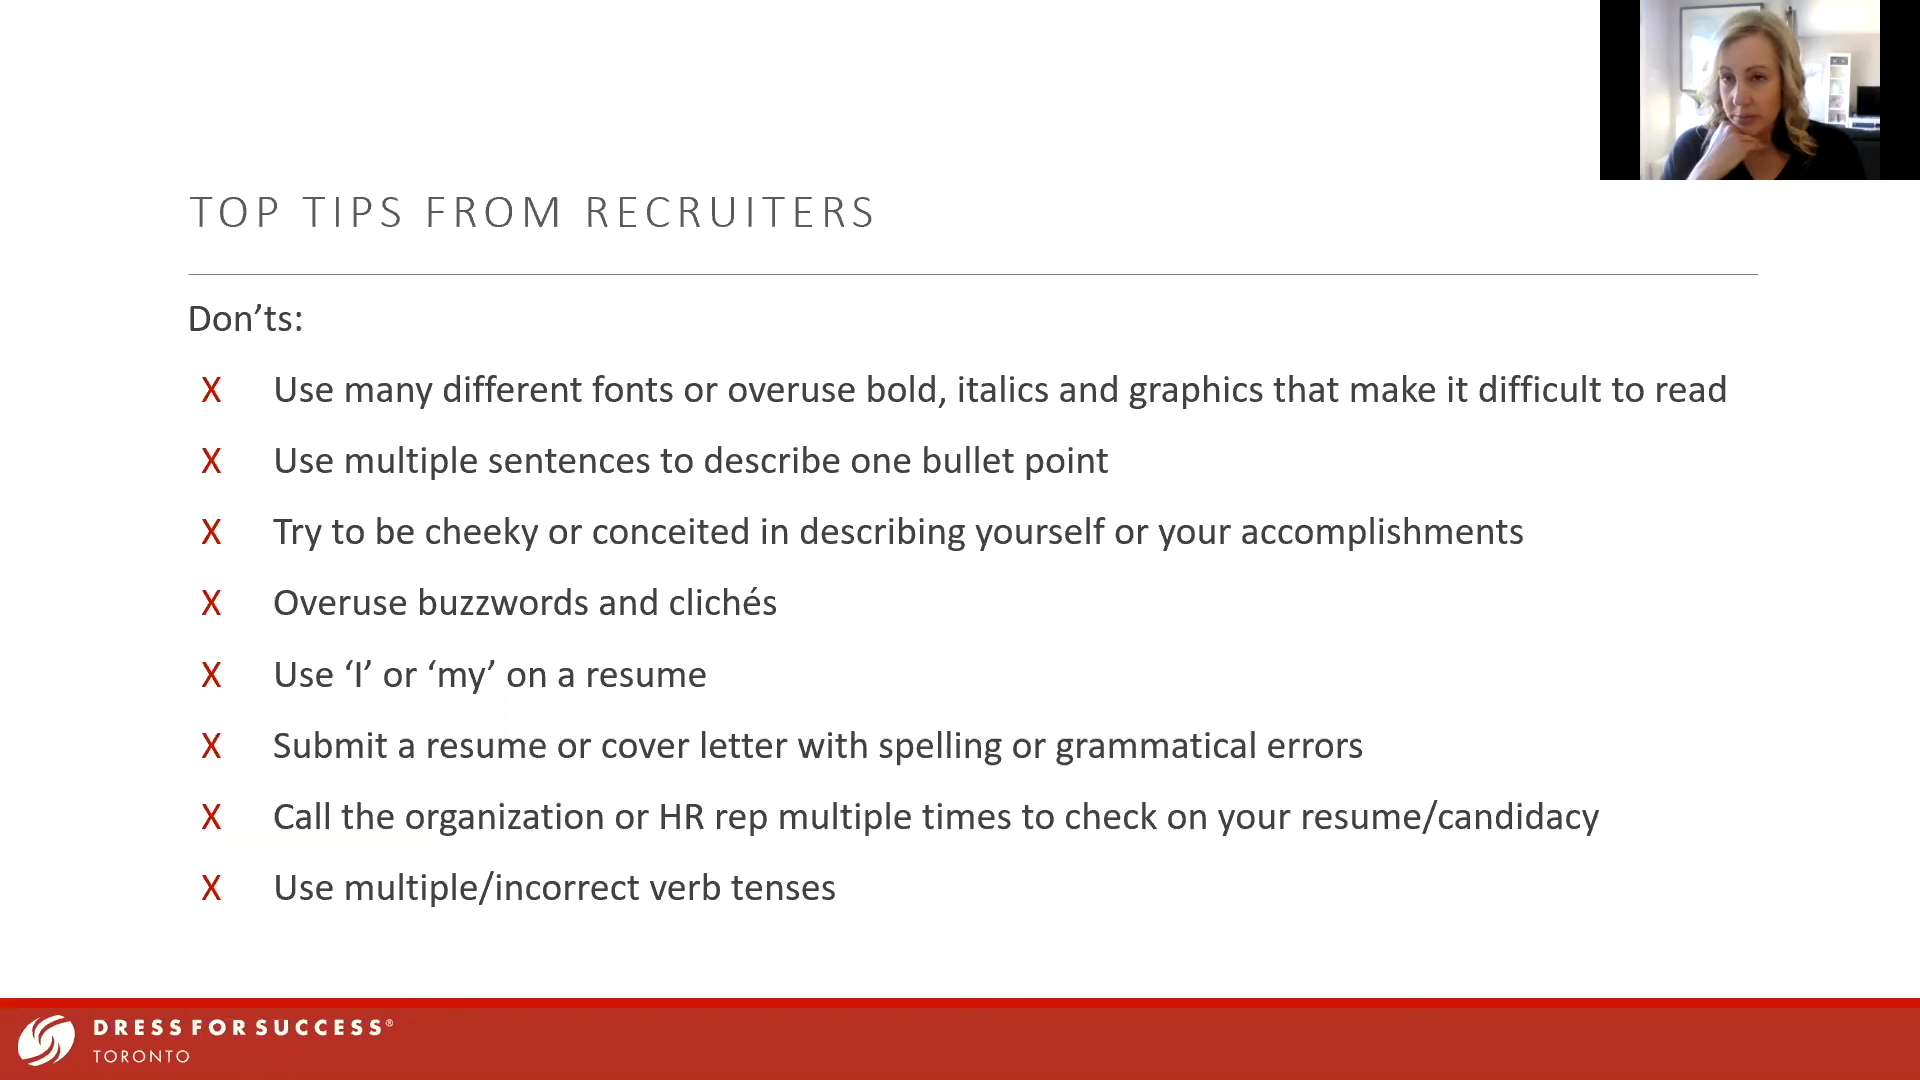 TOP TIPS FROM RECRUITERS
Don’ts:
X Use many different fonts or overuse bold, italics and graphics that make it difficult to read
X Use multiple sentences to describe one bullet point
X Try to be cheeky or conceited in describing yourself or your accomplishments
X Overuse buzzwords and clichés
X Use ‘I’ or ‘my’ on a resume
X Submit a resume or cover letter with spelling or grammatical errors
X Call the organization or HR rep multiple times to check on your resume/candidacy
X Use multiple/incorrect verb tenses
DRESS FOR SUCCESS®
TORONTO